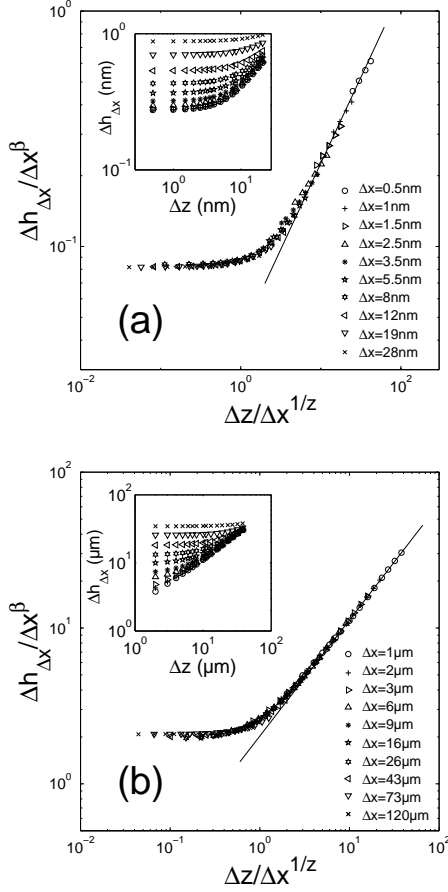 10^0
10^-1
10^-2
10^0
10^2
Δh_Δx/Δx^β
Δz/Δx^1/z
(a)
10^0
10^-1
10^0
10^1
Δh_Δx (nm)
Δz (nm)
Δx=0.5nm
Δx=1nm
Δx=1.5nm
Δx=2.5nm
Δx=3.5nm
Δx=5.5nm
Δx=8nm
Δx=12nm
Δx=19nm
Δx=28nm
10^2
10^1
10^0
10^-2
10^-1
10^0
10^1
10^2
Δh_Δx/Δx^β
Δz/Δx^1/z
(b)
10^2
10^1
10^0
10^0
10^1
10^2
Δh_Δx (µm)
Δz (µm)
Δx=1µm
Δx=2µm
Δx=3µm
Δx=6µm
Δx=9µm
Δx=16µm
Δx=26µm
Δx=43µm
Δx=73µm
Δx=120µm